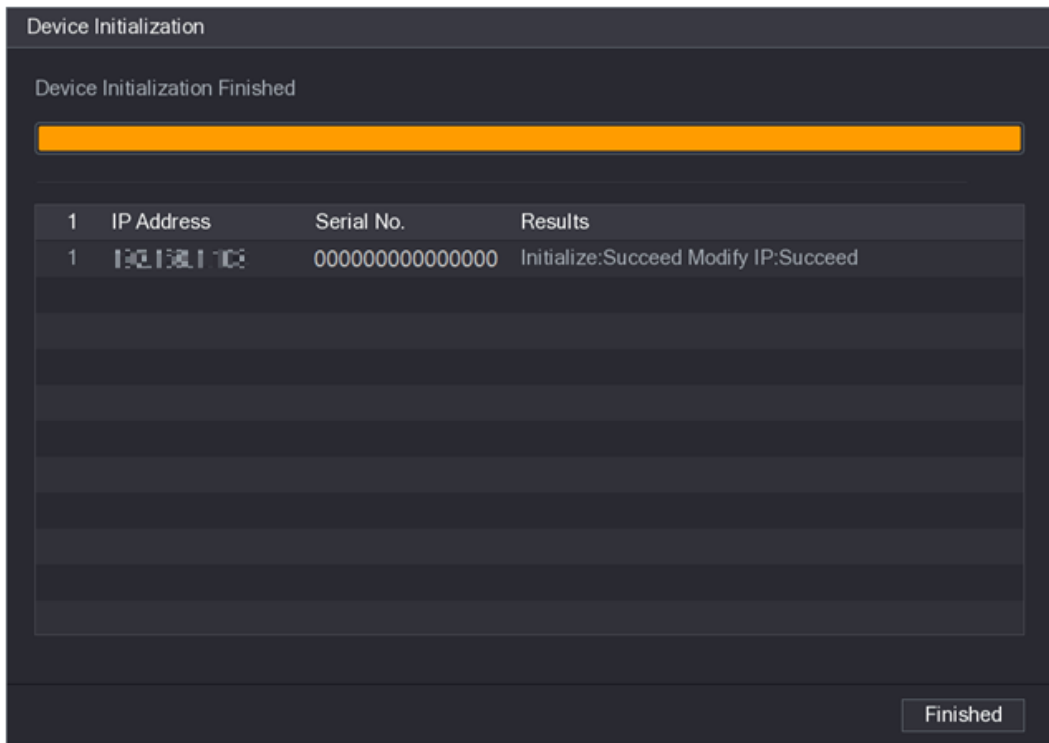 Device Initialization
Device Initialization Finished
1 IP Address Serial No. Results
1 000000000000000 Initialize:Succeed Modify IP:Succeed
Finished